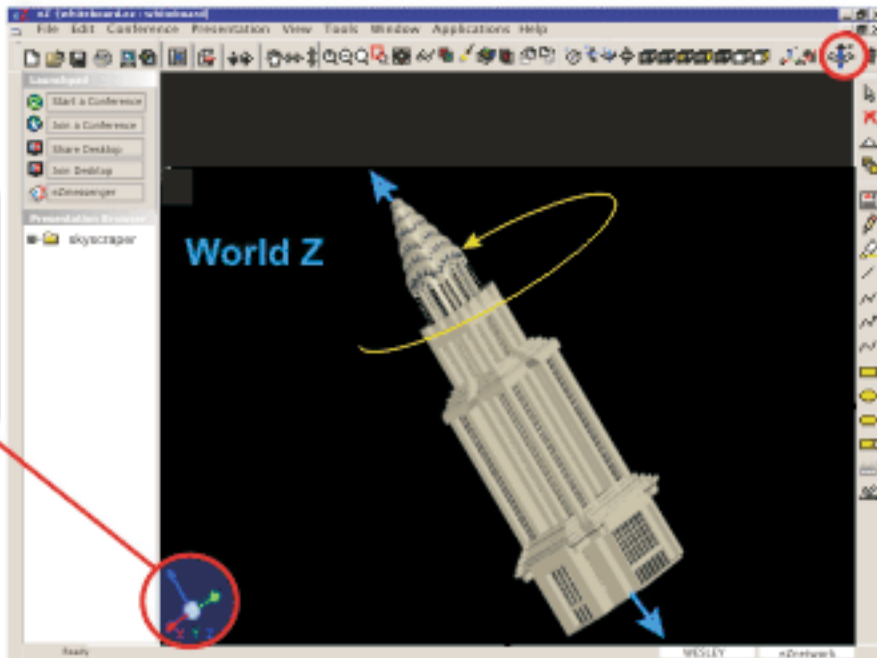 File Edit Conference Presentation View Tools Window Applications Help
Launchpad
Start a Conference
Join a Conference
Share Desktop
Join Desktop
Presentation Browser
skyscraper
World Z
X Y Z
Ready
WESLEY